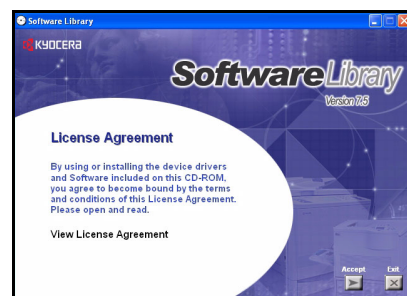 Software Library
KYOCERA
Software Library
Version 7.5
License Agreement
By using or installing the device drivers
and Software included on this CD-ROM,
you agree to become bound by the terms
and conditions of this License Agreement.
Please open and read.
View License Agreement
Accept Exit